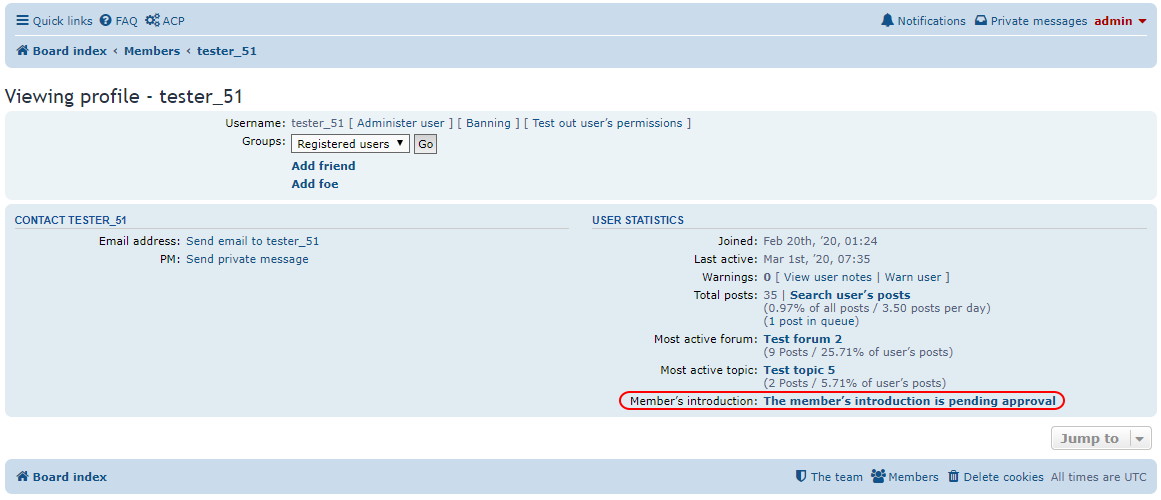 Quick links FAQ ACP Notifications Private messages admin
Board index ‹ Members ‹ tester_51
Viewing profile - tester_51
Username: tester_51 [ Administer user ] [ Banning ] [ Test out user’s permissions ]
Groups: Registered users Go
Add friend
Add foe
CONTACT TESTER_51
Email address: Send email to tester_51
PM: Send private message
USER STATISTICS
Joined: Feb 20th, ’20, 01:24
Last active: Mar 1st, ’20, 07:35
Warnings: 0 [ View user notes | Warn user ]
Total posts: 35 | Search user’s posts
(0.97% of all posts / 3.50 posts per day)
(1 post in queue)
Most active forum: Test forum 2
(9 Posts / 25.71% of user’s posts)
Most active topic: Test topic 5
(2 Posts / 5.71% of user’s posts)
Member’s introduction: The member’s introduction is pending approval
Jump to
Board index The team Members Delete cookies All times are UTC